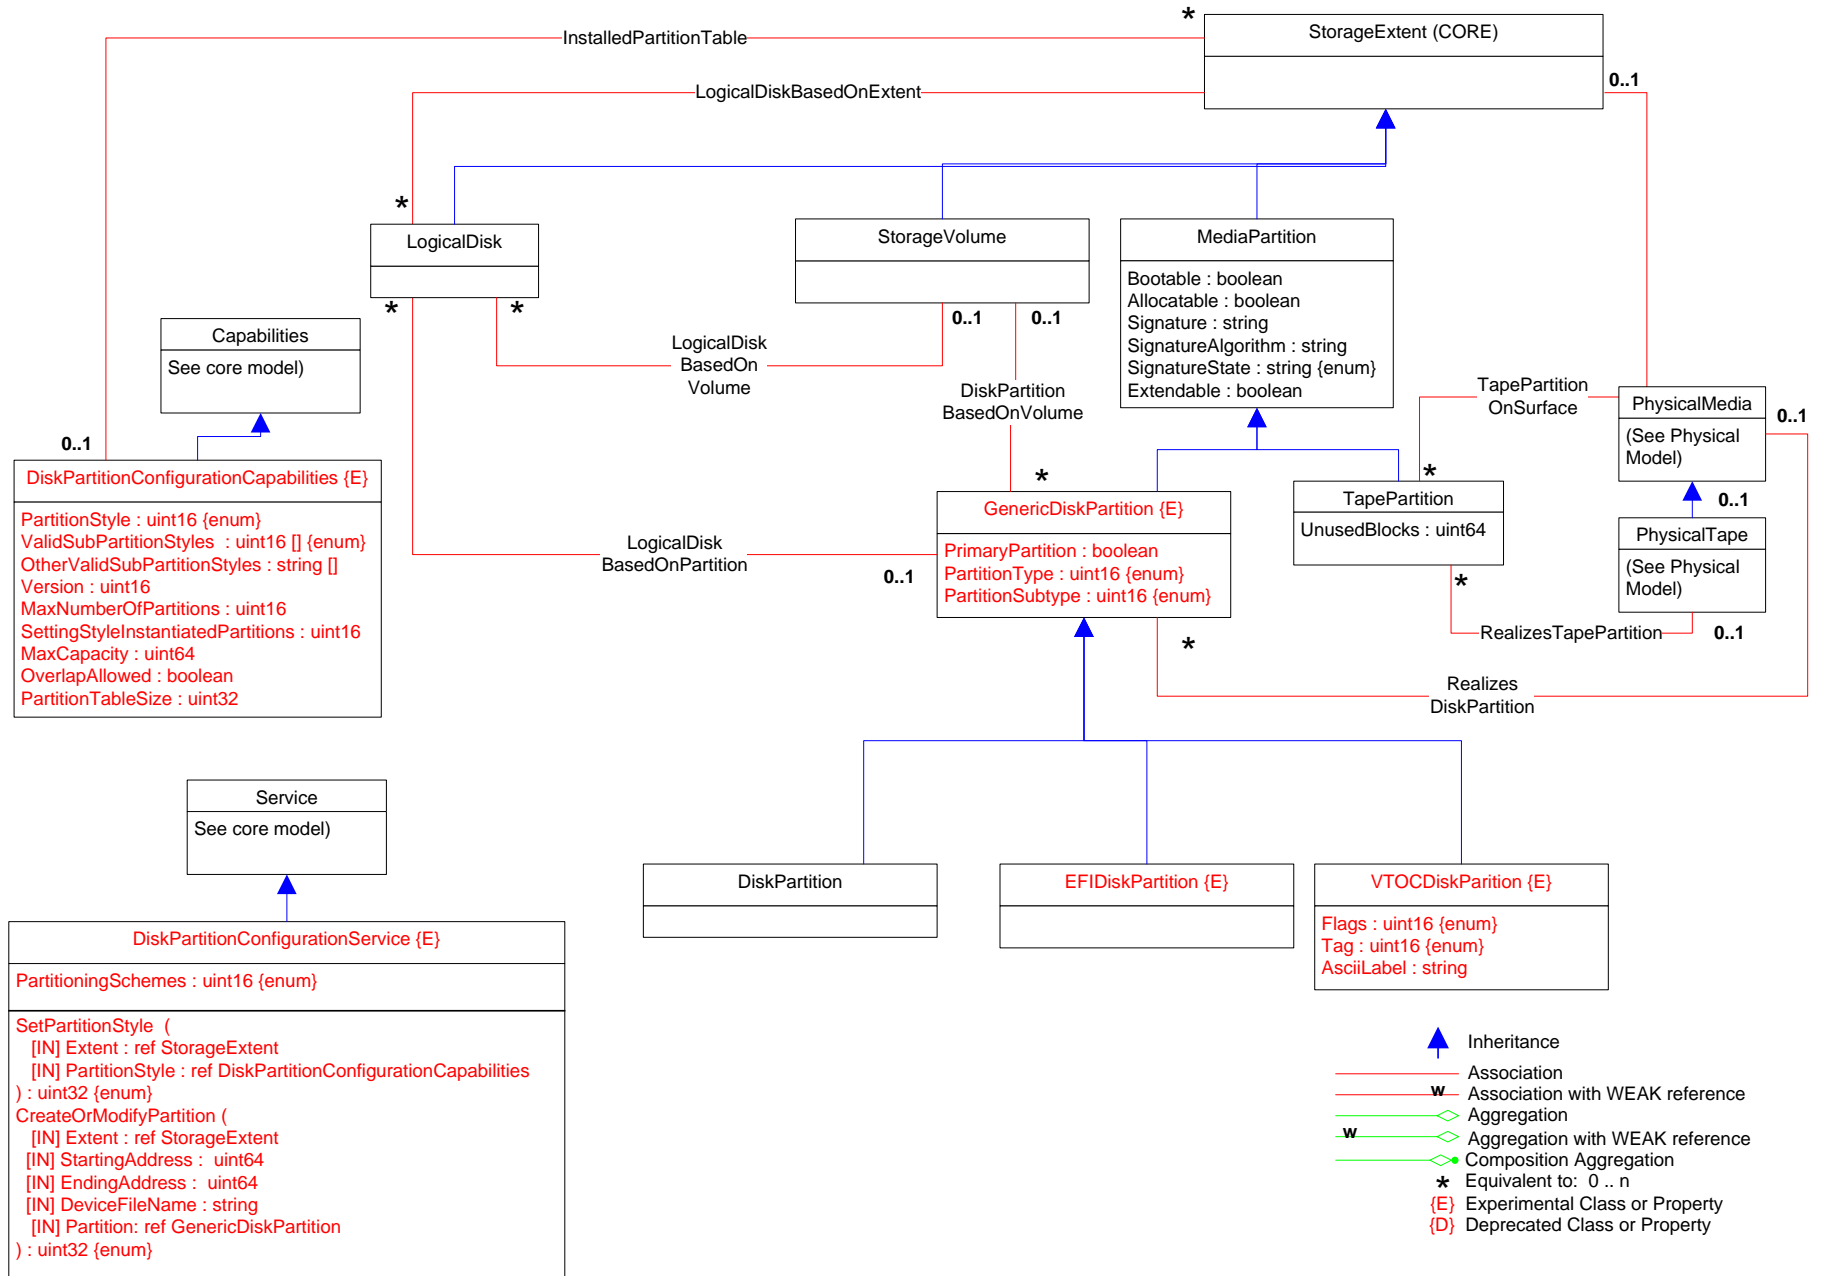 *
StorageExtent (CORE)
InstalledPartitionTable
0..1
LogicalDiskBasedOnExtent
*
LogicalDisk
*
*
StorageVolume
0..1
0..1
MediaPartition
Bootable : boolean
Allocatable : boolean
Signature : string
SignatureAlgorithm : string
SignatureState : string {enum}
Extendable : boolean
Capabilities
See core model)
LogicalDisk
BasedOn
Volume
DiskPartition
BasedOnVolume
TapePartition
OnSurface
PhysicalMedia
(See Physical
Model)
0..1
0..1
0..1
DiskPartitionConfigurationCapabilities {E}
PartitionStyle : uint16 {enum}
ValidSubPartitionStyles  : uint16 [] {enum}
OtherValidSubPartitionStyles : string []
Version : uint16
MaxNumberOfPartitions : uint16
SettingStyleInstantiatedPartitions : uint16
MaxCapacity : uint64
OverlapAllowed : boolean
PartitionTableSize : uint32
*
GenericDiskPartition {E}
PrimaryPartition : boolean
PartitionType : uint16 {enum}
PartitionSubtype : uint16 {enum}
*
TapePartition
UnusedBlocks : uint64
*
PhysicalTape
(See Physical
Model)
LogicalDisk
BasedOnPartition
0..1
RealizesTapePartition
0..1
*
Realizes
DiskPartition
Service
See core model)
DiskPartition
EFIDiskPartition {E}
VTOCDiskParition {E}
Flags : uint16 {enum}
Tag : uint16 {enum}
AsciiLabel : string
DiskPartitionConfigurationService {E}
PartitioningSchemes : uint16 {enum}
SetPartitionStyle  (
[IN] Extent : ref StorageExtent
[IN] PartitionStyle : ref DiskPartitionConfigurationCapabilities
) : uint32 {enum}
CreateOrModifyPartition (
[IN] Extent : ref StorageExtent
[IN] StartingAddress :  uint64
[IN] EndingAddress :  uint64
[IN] DeviceFileName : string
[IN] Partition: ref GenericDiskPartition
) : uint32 {enum}
Inheritance
Association
w Association with WEAK reference
Aggregation
w Aggregation with WEAK reference
Composition Aggregation
* Equivalent to:  0 .. n
{E} Experimental Class or Property
{D} Deprecated Class or Property